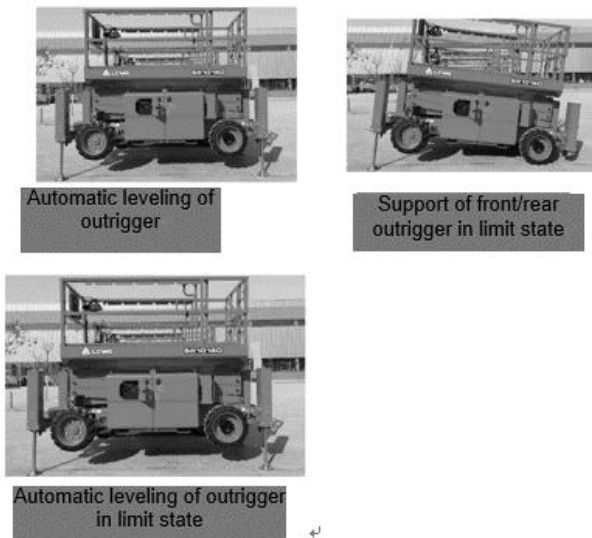 Automatic leveling of
outrigger
Support of front/rear
outrigger in limit state
Automatic leveling of outrigger
in limit state